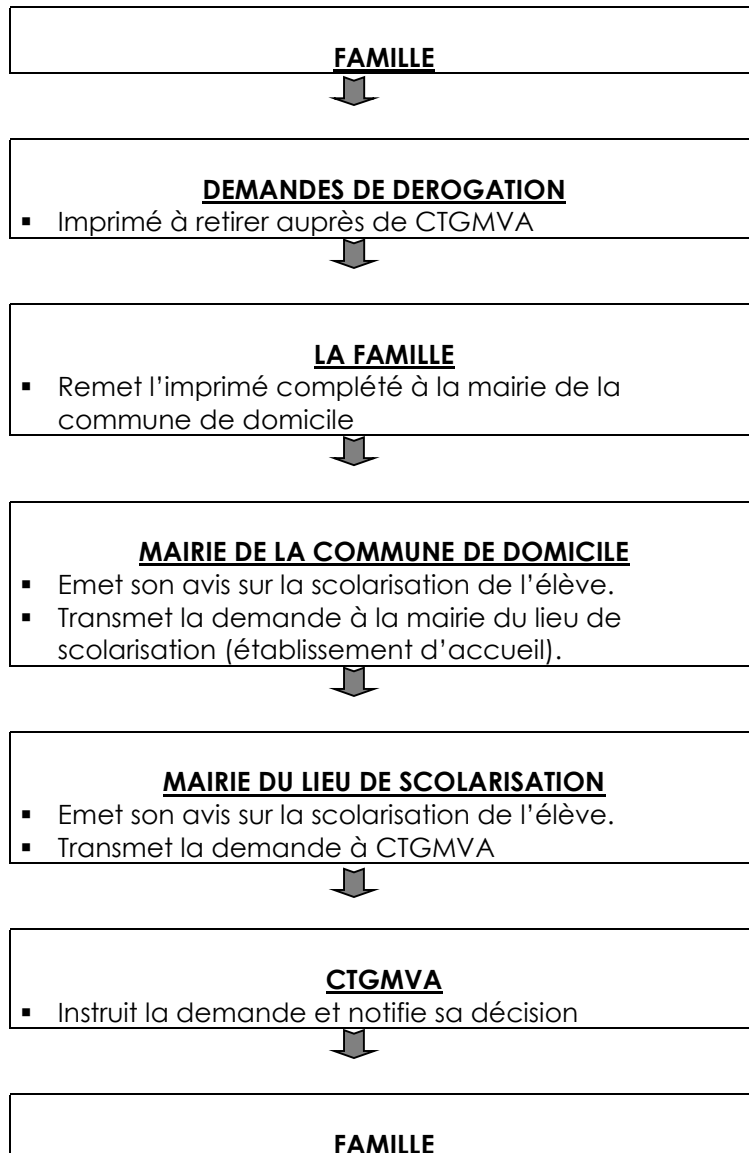 FAMILLE
DEMANDES DE DEROGATION
▪ Imprimé à retirer auprès de CTGMVA
LA FAMILLE
▪ Remet l’imprimé complété à la mairie de la
commune de domicile
MAIRIE DE LA COMMUNE DE DOMICILE
▪ Emet son avis sur la scolarisation de l’élève.
▪ Transmet la demande à la mairie du lieu de
scolarisation (établissement d’accueil).
MAIRIE DU LIEU DE SCOLARISATION
▪ Emet son avis sur la scolarisation de l’élève.
▪ Transmet la demande à CTGMVA
CTGMVA
▪ Instruit la demande et notifie sa décision
FAMILLE